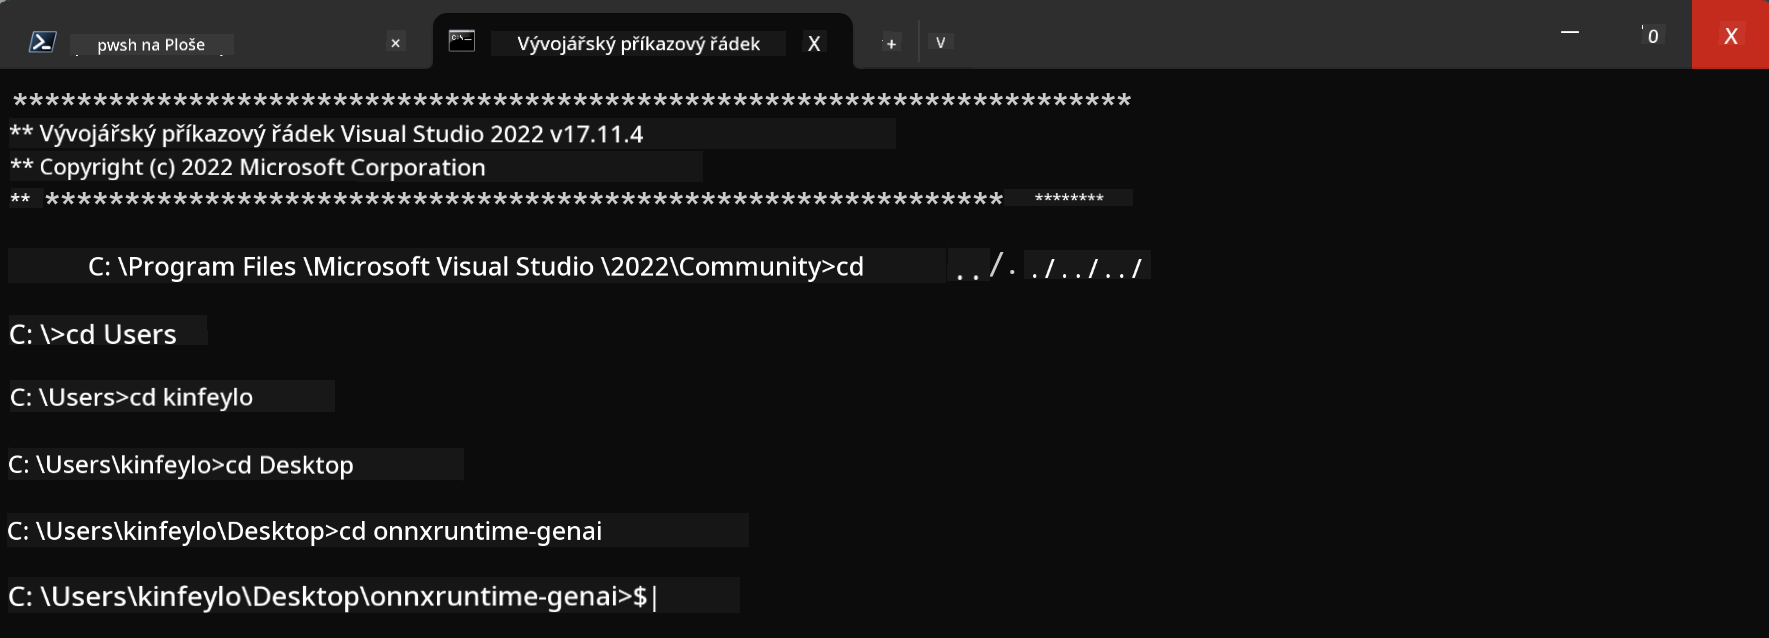 pwsh na Ploše × Vývojářský příkazový řádek X + V — 0 X
**********************************************************************
** Vývojářský příkazový řádek Visual Studio 2022 v17.11.4
** Copyright (c) 2022 Microsoft Corporation
** ************************************************************ ********
C: \Program Files \Microsoft Visual Studio \2022\Community>cd ../../../../
C: \>cd Users
C: \Users>cd kinfeylo
C: \Users\kinfeylo>cd Desktop
C: \Users\kinfeylo\Desktop>cd onnxruntime-genai
C: \Users\kinfeylo\Desktop\onnxruntime-genai>$|